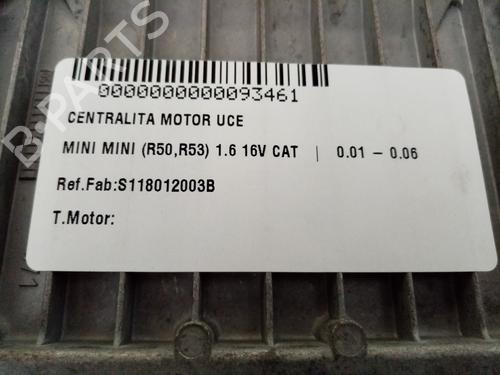 B-PARTS
0000000000093461
CENTRALITA MOTOR UCE
MINI MINI (R50,R53) 1.6 16V CAT | 0.01 – 0.06
Ref.Fab:S118012003B
T.Motor: